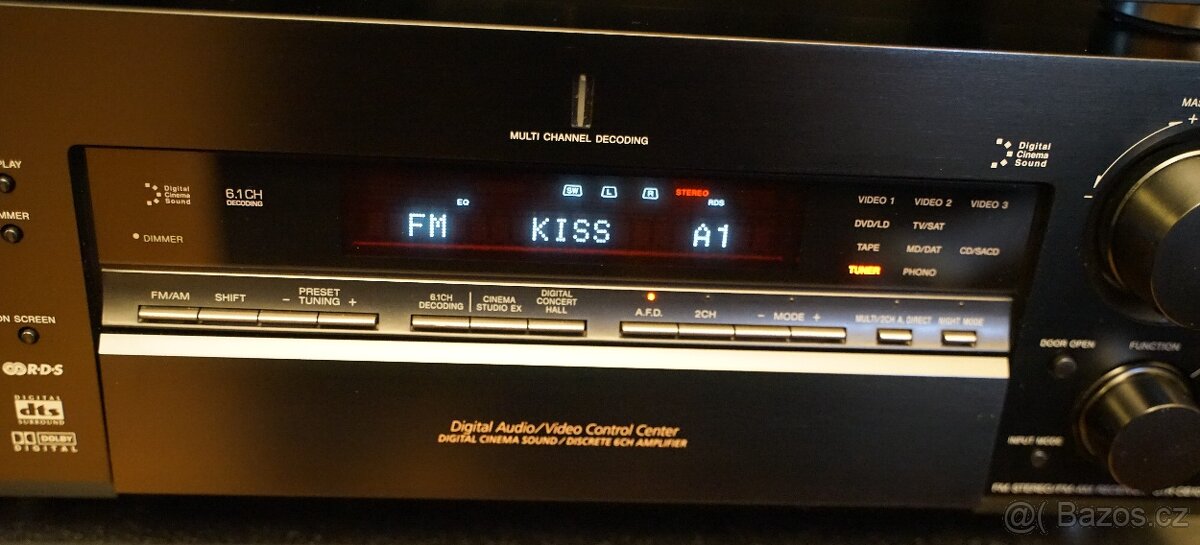 MULTI CHANNEL DECODING
Digital
Cinema
Sound
Digital
Cinema
Sound
6.1CH
DECODING
DIMMER
SW L R STEREO
EQ RDS
FM KISS A1
VIDEO 1 VIDEO 2 VIDEO 3
DVD/LD TV/SAT
TAPE MD/DAT CD/SACD
TUNER PHONO
FM/AM SHIFT
PRESET
- TUNING +
6.1CH
DECODING
CINEMA
STUDIO EX
DIGITAL
CONCERT
HALL
A.F.D. 2CH - MODE +
MULTI/2CH A. DIRECT NIGHT MODE
DOOR OPEN FUNCTION
INPUT MODE
+
-
R·D·S
DIGITAL
dts
SURROUND
DOLBY
DIGITAL
Digital Audio/Video Control Center
DIGITAL CINEMA SOUND/DISCRETE 6CH AMPLIFIER
@( Bazos.cz